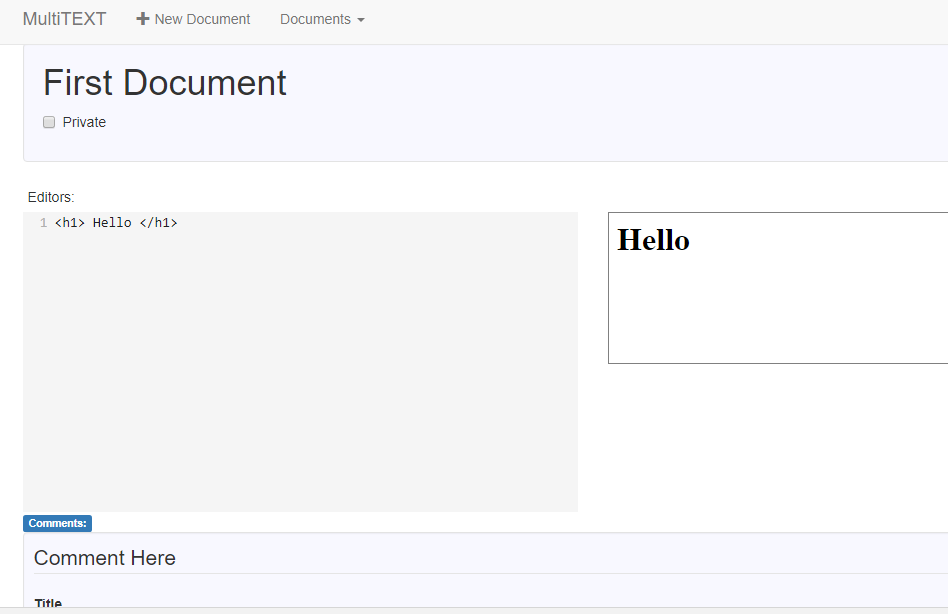 MultiTEXT New Document Documents
First Document
Private
Editors:
1 <h1> Hello </h1>
Hello
Comments:
Comment Here
Title